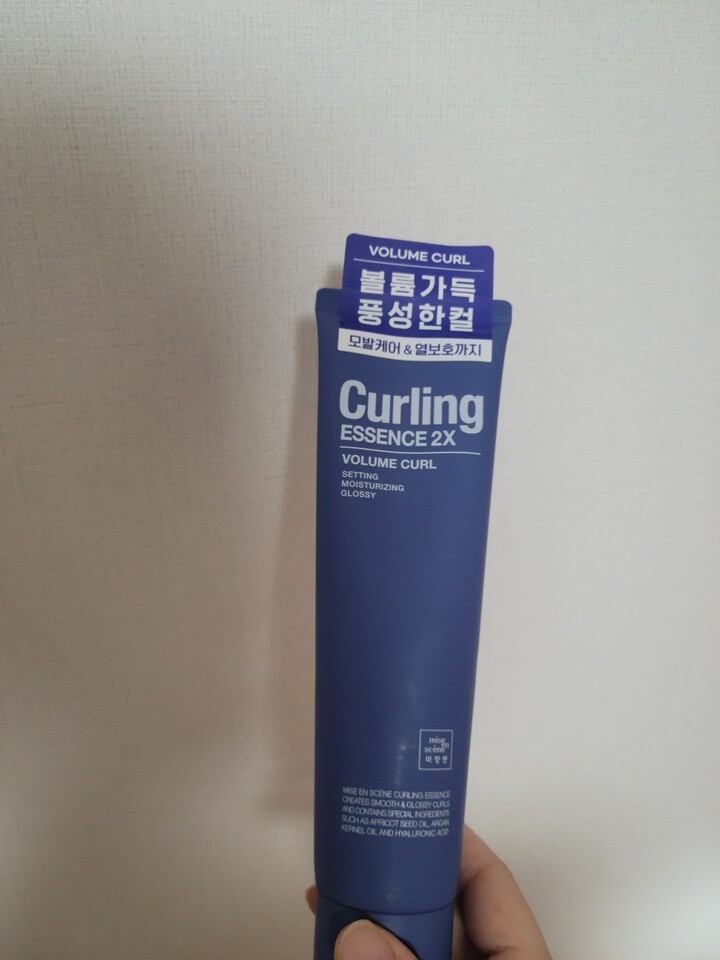 VOLUME CURL
볼륨가득
풍성한컬
모발케어 & 열보호까지
Curling
ESSENCE 2X
VOLUME CURL
SETTING
MOISTURIZING
GLOSSY
mise
en
scène
미쟝센
MISE EN SCÈNE CURLING ESSENCE
CREATES SMOOTH & GLOSSY CURLS
AND CONTAINS SPECIAL INGREDIENTS
SUCH AS APRICOT SEED OIL, ARGAN
KERNEL OIL AND HYALURONIC ACID